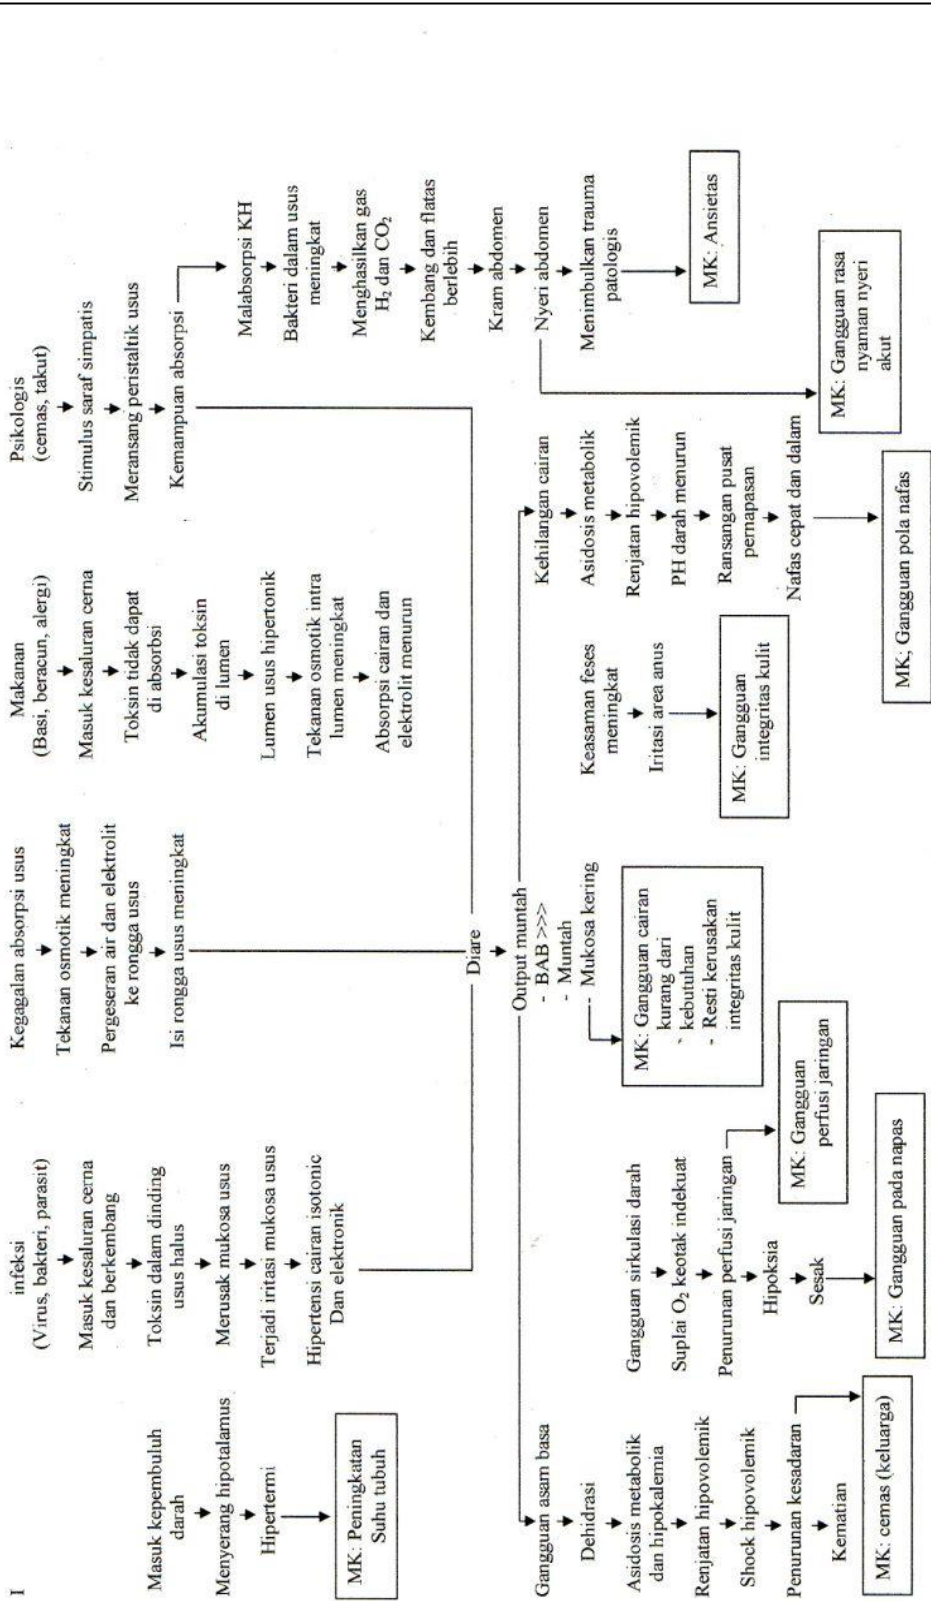 I
infeksi
(Virus, bakteri, parasit)
Masuk kesaluran cerna
dan berkembang
Toksin dalam dinding
usus halus
Merusak mukosa usus
Terjadi iritasi mukosa usus
Hipertensi cairan isotonic
Dan elektronik
Masuk kepembuluh
darah
Menyerang hipotalamus
Hipertermi
MK: Peningkatan
Suhu tubuh
Kegagalan absorpsi usus
Tekanan osmotik meningkat
Pergeseran air dan elektrolit
ke rongga usus
Isi rongga usus meningkat
Makanan
(Basi, beracun, alergi)
Masuk kesaluran cerna
Toksin tidak dapat
di absorbsi
Akumulasi toksin
di lumen
Lumen usus hipertonik
Tekanan osmotik intra
lumen meningkat
Absorpsi cairan dan
elektrolit menurun
Psikologis
(cemas, takut)
Stimulus saraf simpatis
Meransang peristaltik usus
Kemampuan absorpsi
Malabsorpsi KH
Bakteri dalam usus
meningkat
Menghasilkan gas
H₂ dan CO₂
Kembang dan flatas
berlebih
Kram abdomen
Nyeri abdomen
Menimbulkan trauma
patologis
MK: Ansietas
MK: Gangguan rasa
nyaman nyeri
akut
Diare
Output muntah
- BAB >>>
- Muntah
- Mukosa kering
MK: Gangguan cairan
kurang dari
kebutuhan
- Resti kerusakan
integritas kulit
Gangguan asam basa
Dehidrasi
Asidosis metabolik
dan hipokalemia
Renjatan hipovolemik
Shock hipovolemik
Penurunan kesadaran
Kematian
MK: cemas (keluarga)
Gangguan sirkulasi darah
Suplai O₂ keotak indekuat
Penurunan perfusi jaringan
Hipoksia
Sesak
MK: Gangguan pada napas
MK: Gangguan
perfusi jaringan
Keasaman feses
meningkat
Iritasi area anus
MK: Gangguan
integritas kulit
Kehilangan cairan
Asidosis metabolik
Renjatan hipovolemik
PH darah menurun
Ransangan pusat
pernapasan
Nafas cepat dan dalam
MK; Gangguan pola nafas